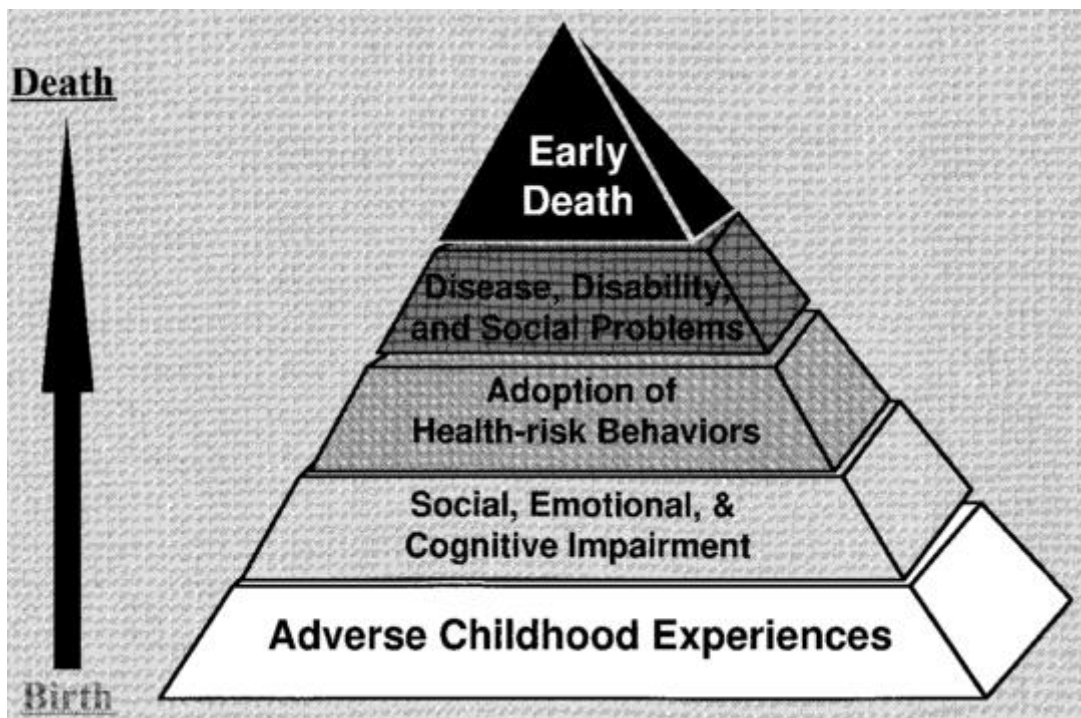 Death
Early
Death
Disease, Disability,
and Social Problems
Adoption of
Health-risk Behaviors
Social, Emotional, &
Cognitive Impairment
Adverse Childhood Experiences
Birth